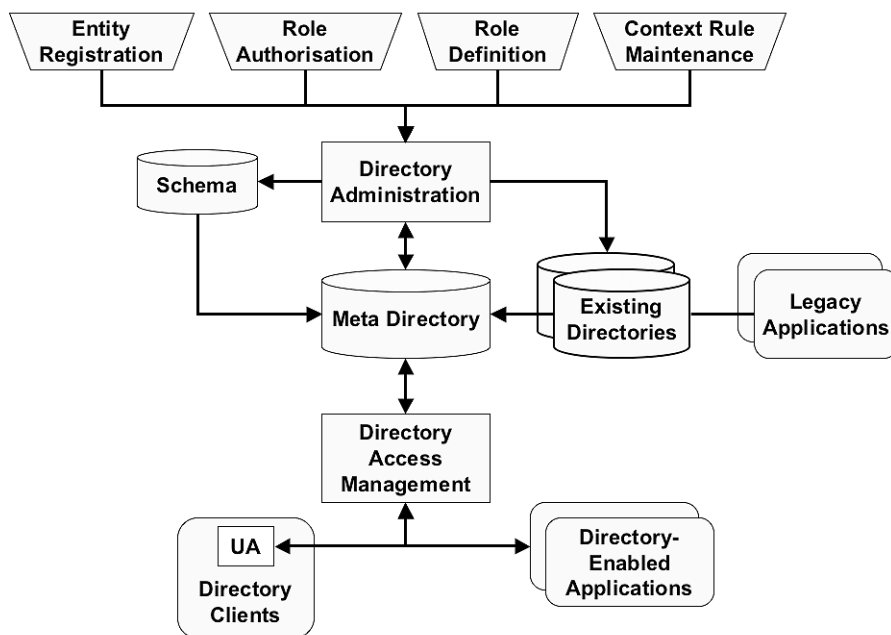 Entity
Registration
Role
Authorisation
Role
Definition
Context Rule
Maintenance
Schema
Directory
Administration
Meta Directory
Existing
Directories
Legacy
Applications
Directory
Access
Management
UA
Directory
Clients
Directory-
Enabled
Applications